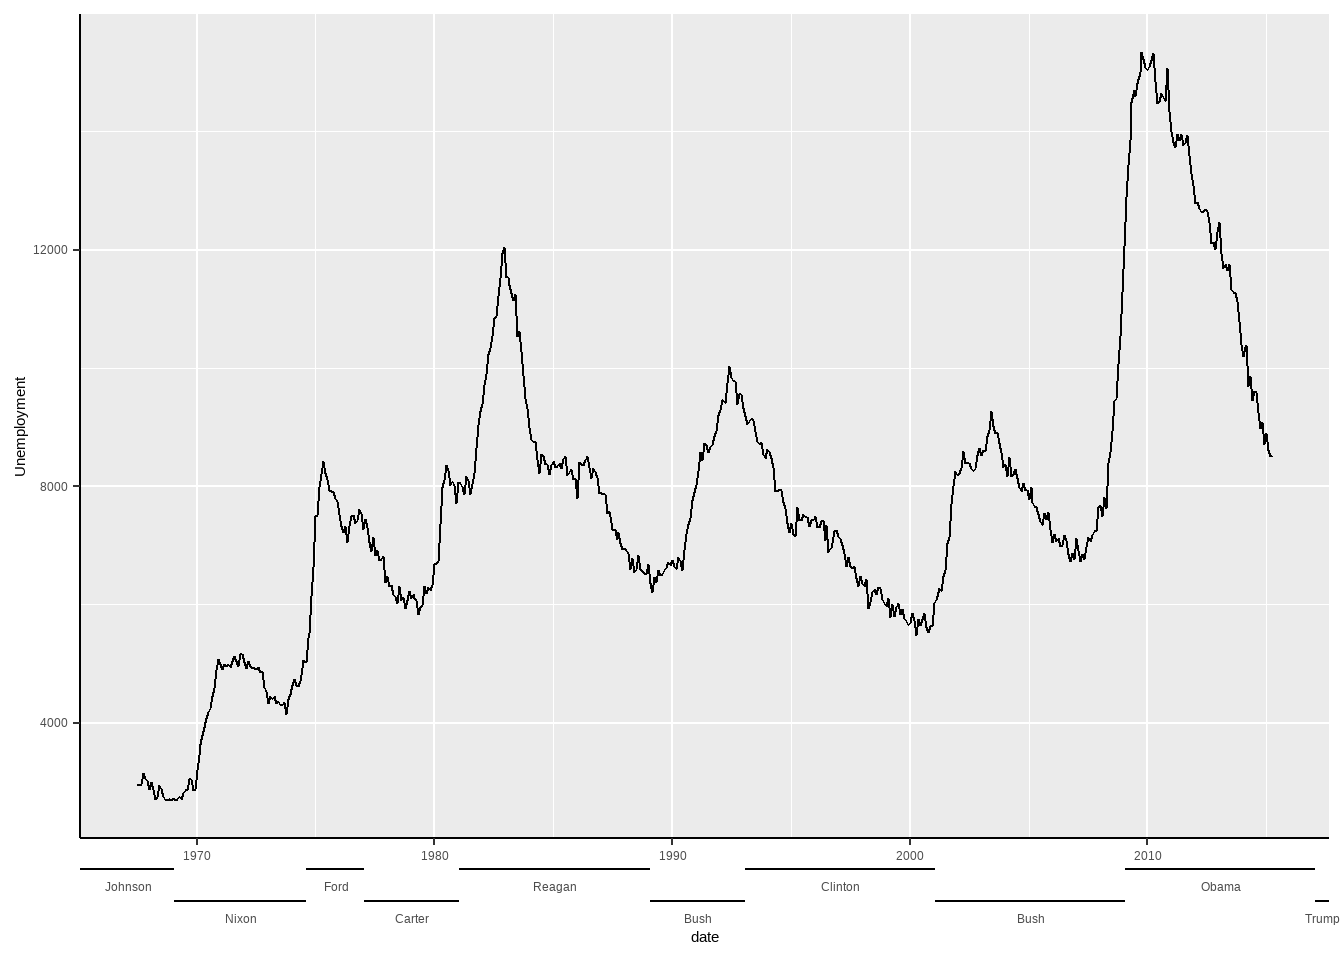 Unemployment
12000
8000
4000
1970 1980 1990 2000 2010
Johnson Ford Reagan Clinton Obama
Nixon Carter Bush Bush Trump
date